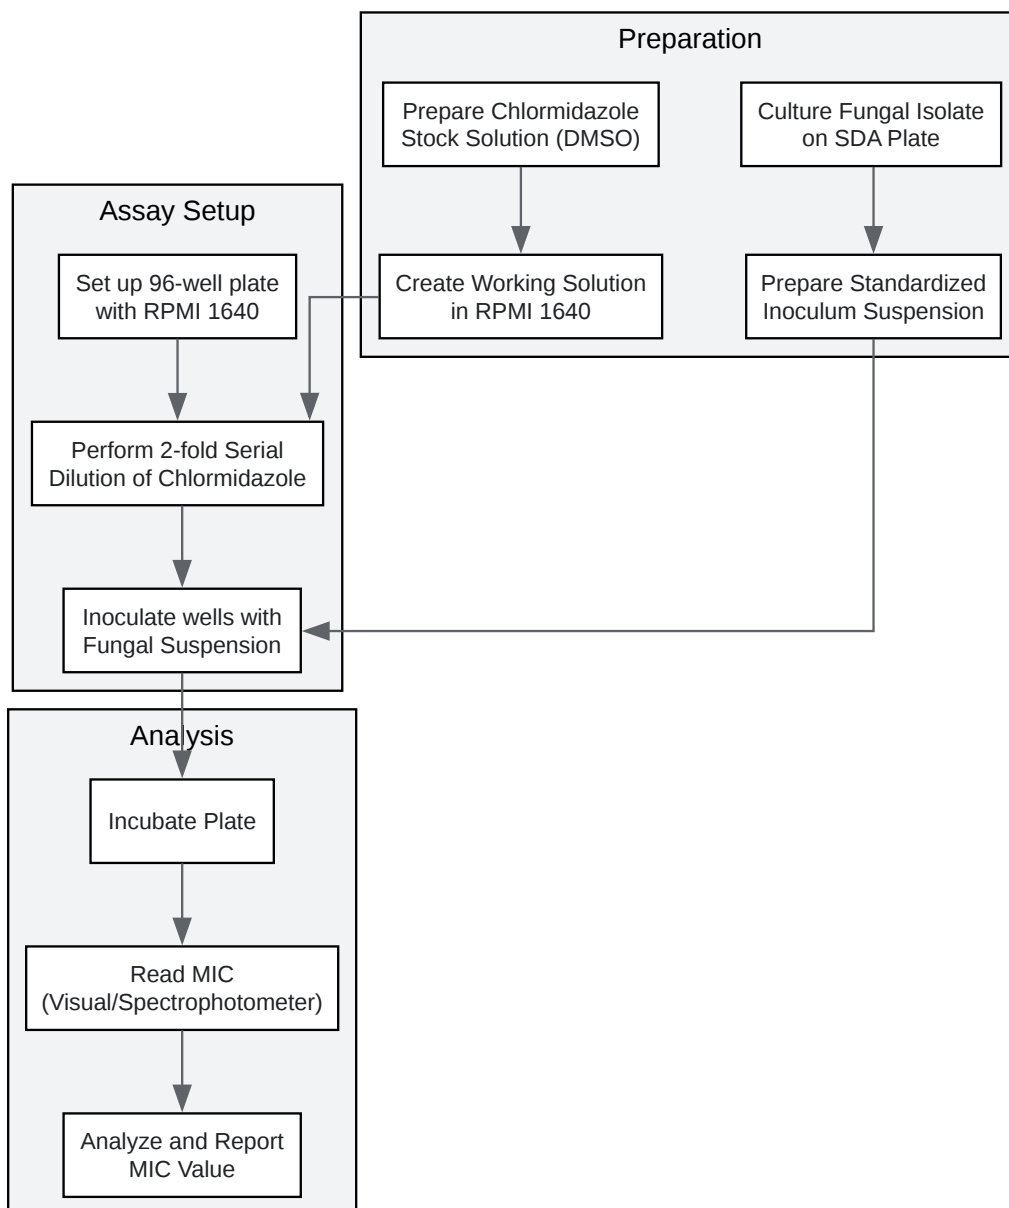 Preparation
Prepare Chlormidazole
Stock Solution (DMSO)
Culture Fungal Isolate
on SDA Plate
Create Working Solution
in RPMI 1640
Prepare Standardized
Inoculum Suspension
Assay Setup
Set up 96-well plate
with RPMI 1640
Perform 2-fold Serial
Dilution of Chlormidazole
Inoculate wells with
Fungal Suspension
Analysis
Incubate Plate
Read MIC
(Visual/Spectrophotometer)
Analyze and Report
MIC Value